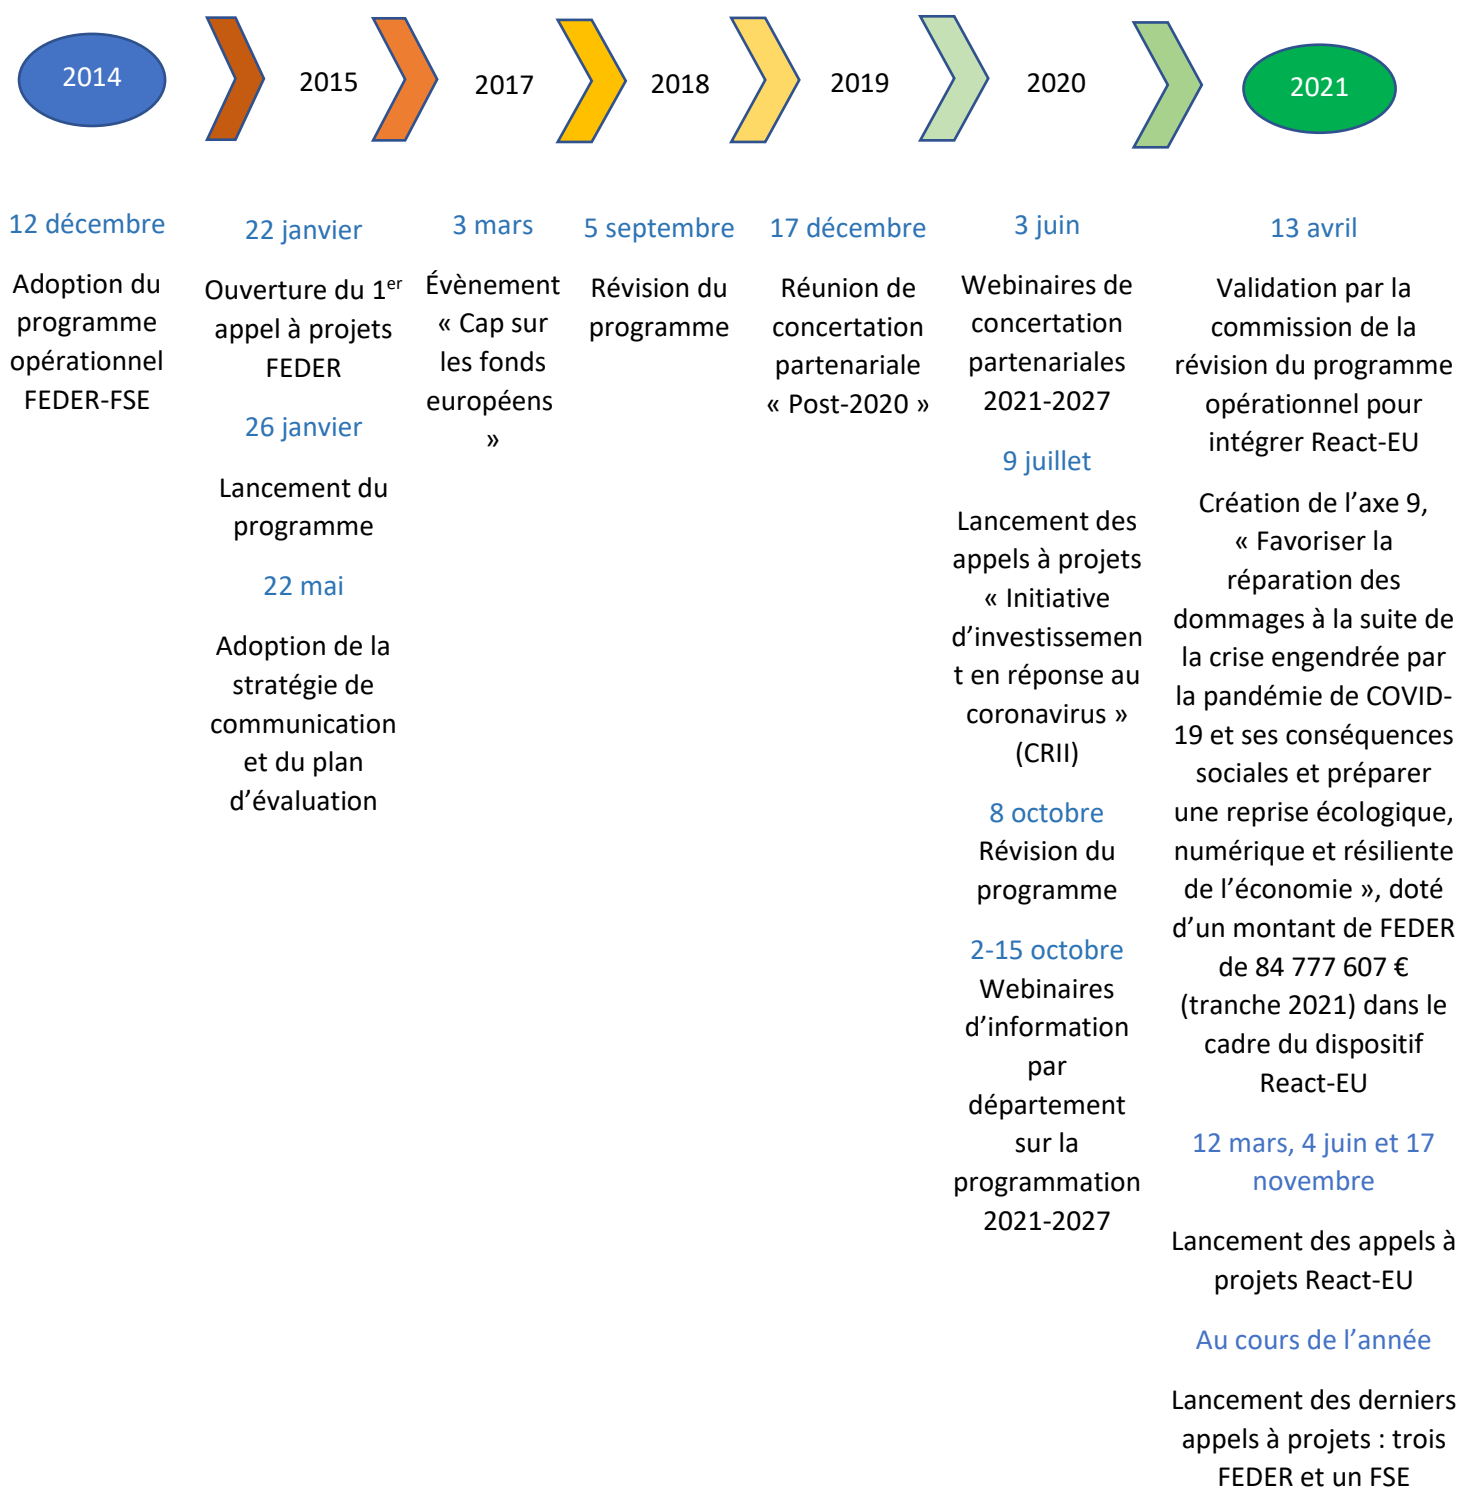 2014
2015
2017
2018
2019
2020
2021
12 décembre
Adoption du
programme
opérationnel
FEDER-FSE
22 janvier
Ouverture du 1er
appel à projets
FEDER
26 janvier
Lancement du
programme
22 mai
Adoption de la
stratégie de
communication
et du plan
d’évaluation
3 mars
Évènement
« Cap sur
les fonds
européens
»
5 septembre
Révision du
programme
17 décembre
Réunion de
concertation
partenariale
« Post-2020 »
3 juin
Webinaires de
concertation
partenariales
2021-2027
9 juillet
Lancement des
appels à projets
« Initiative
d’investissemen
t en réponse au
coronavirus »
(CRII)
8 octobre
Révision du
programme
2-15 octobre
Webinaires
d’information
par
département
sur la
programmation
2021-2027
13 avril
Validation par la
commission de la
révision du programme
opérationnel pour
intégrer React-EU
Création de l’axe 9,
« Favoriser la
réparation des
dommages à la suite de
la crise engendrée par
la pandémie de COVID-
19 et ses conséquences
sociales et préparer
une reprise écologique,
numérique et résiliente
de l’économie », doté
d’un montant de FEDER
de 84 777 607 €
(tranche 2021) dans le
cadre du dispositif
React-EU
12 mars, 4 juin et 17
novembre
Lancement des appels à
projets React-EU
Au cours de l’année
Lancement des derniers
appels à projets : trois
FEDER et un FSE